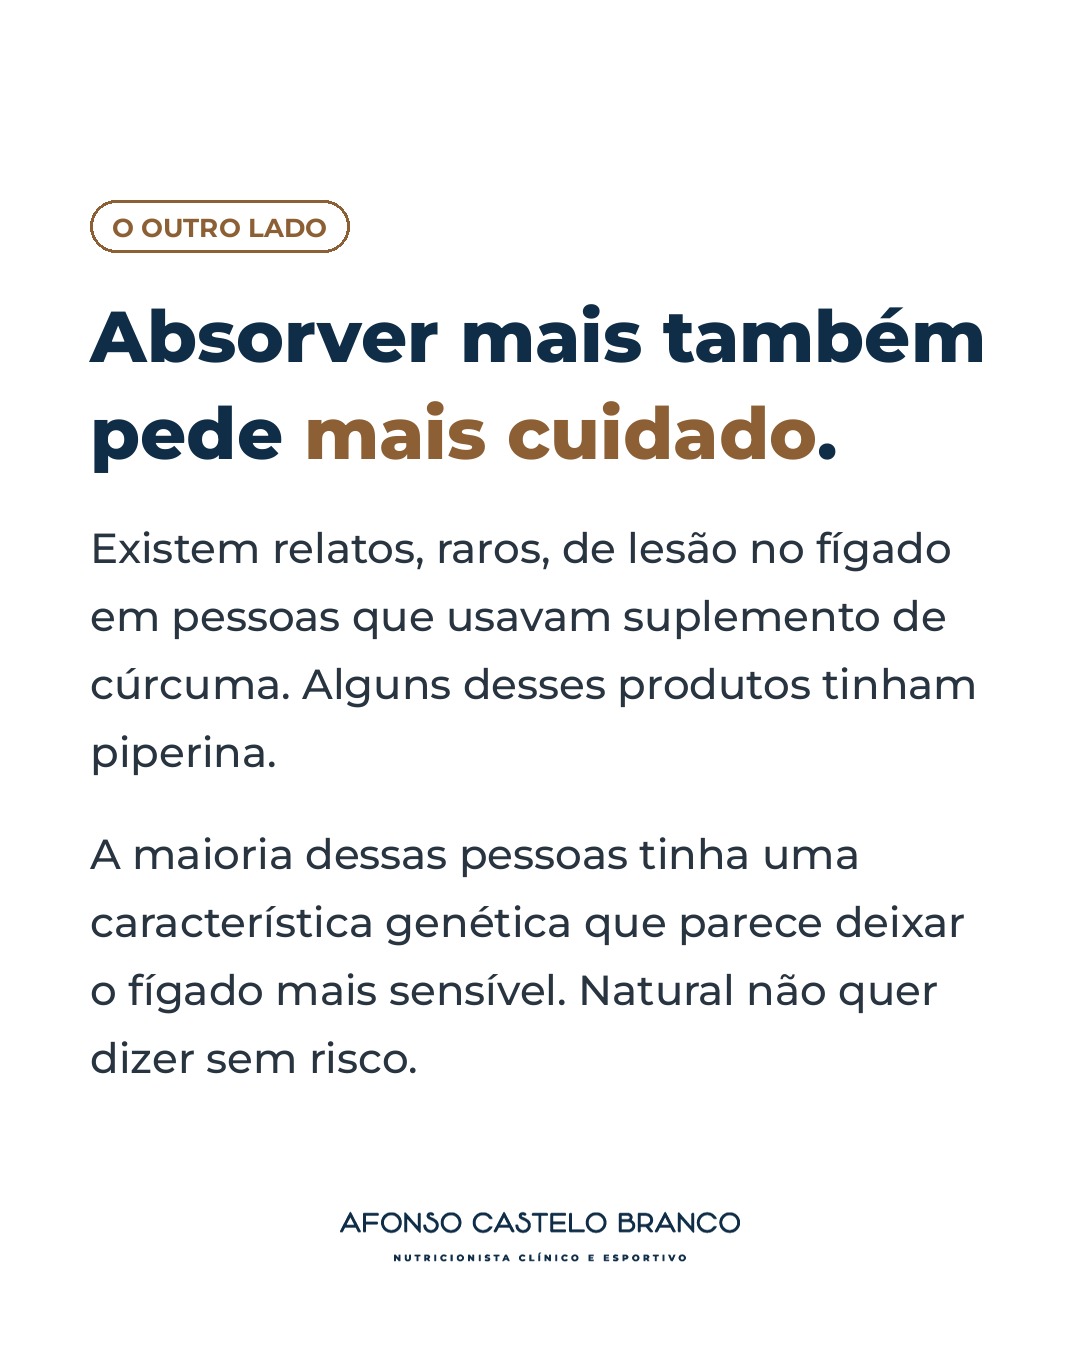 O OUTRO LADO
Absorver mais também
pede mais cuidado.
Existem relatos, raros, de lesão no fígado
em pessoas que usavam suplemento de
cúrcuma. Alguns desses produtos tinham
piperina.
A maioria dessas pessoas tinha uma
característica genética que parece deixar
o fígado mais sensível. Natural não quer
dizer sem risco.
AFONSO CASTELO BRANCO
NUTRICIONISTA CLÍNICO E ESPORTIVO